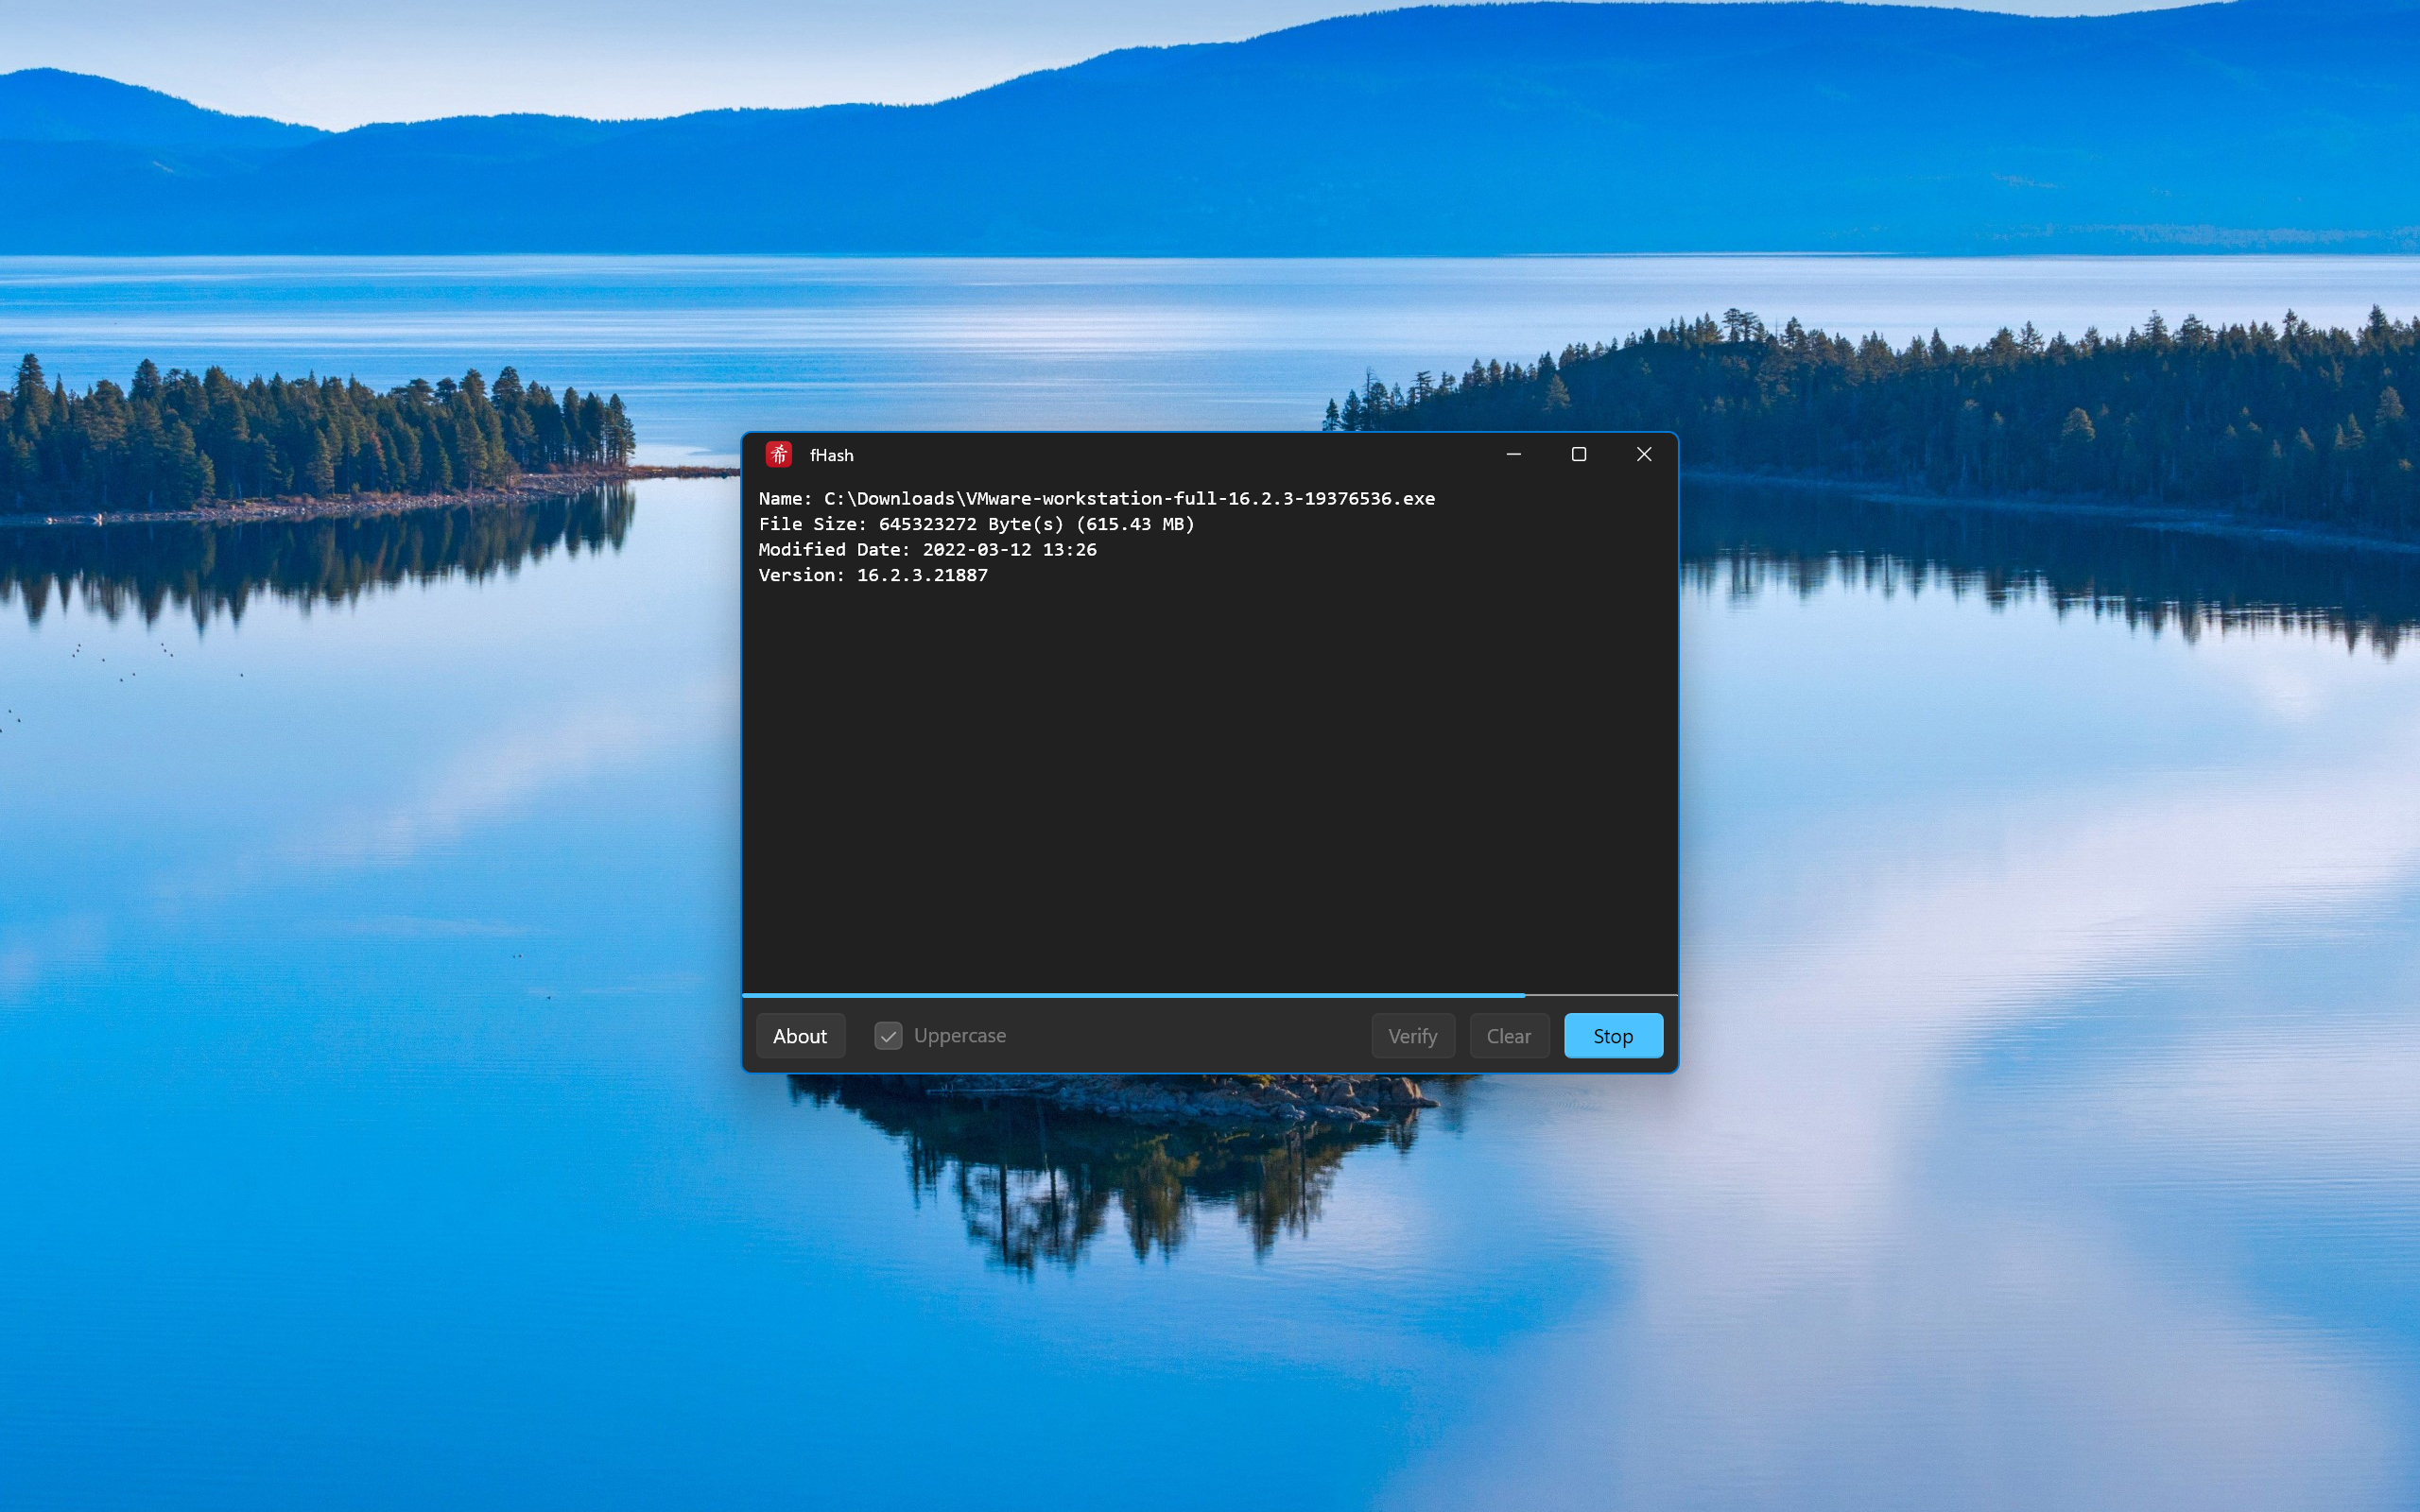 希 fHash
Name: C:\Downloads\VMware-workstation-full-16.2.3-19376536.exe
File Size: 645323272 Byte(s) (615.43 MB)
Modified Date: 2022-03-12 13:26
Version: 16.2.3.21887
About Uppercase Verify Clear Stop